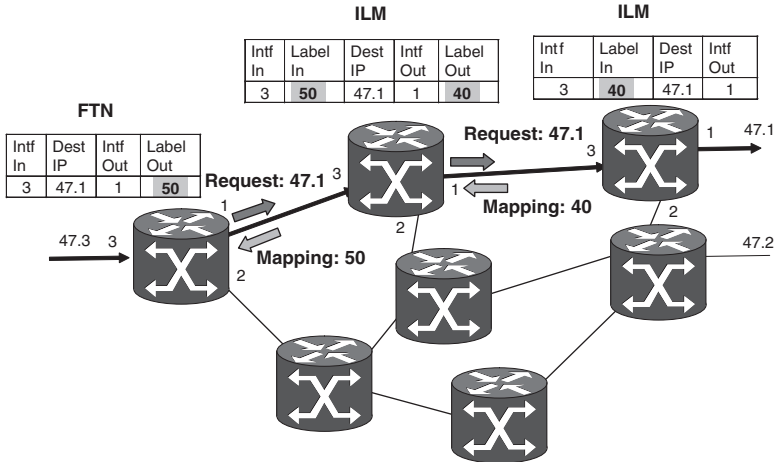 ILM
ILM
Intf In | Label In | Dest IP | Intf Out | Label Out
3 | 50 | 47.1 | 1 | 40
Intf In | Label In | Dest IP | Intf Out
3 | 40 | 47.1 | 1
FTN
Intf In | Dest IP | Intf Out | Label Out
3 | 47.1 | 1 | 50
Request: 47.1
1 47.1
3
3
Request: 47.1
1
1
Mapping: 40
2
2
47.3 3
Mapping: 50
47.2
2